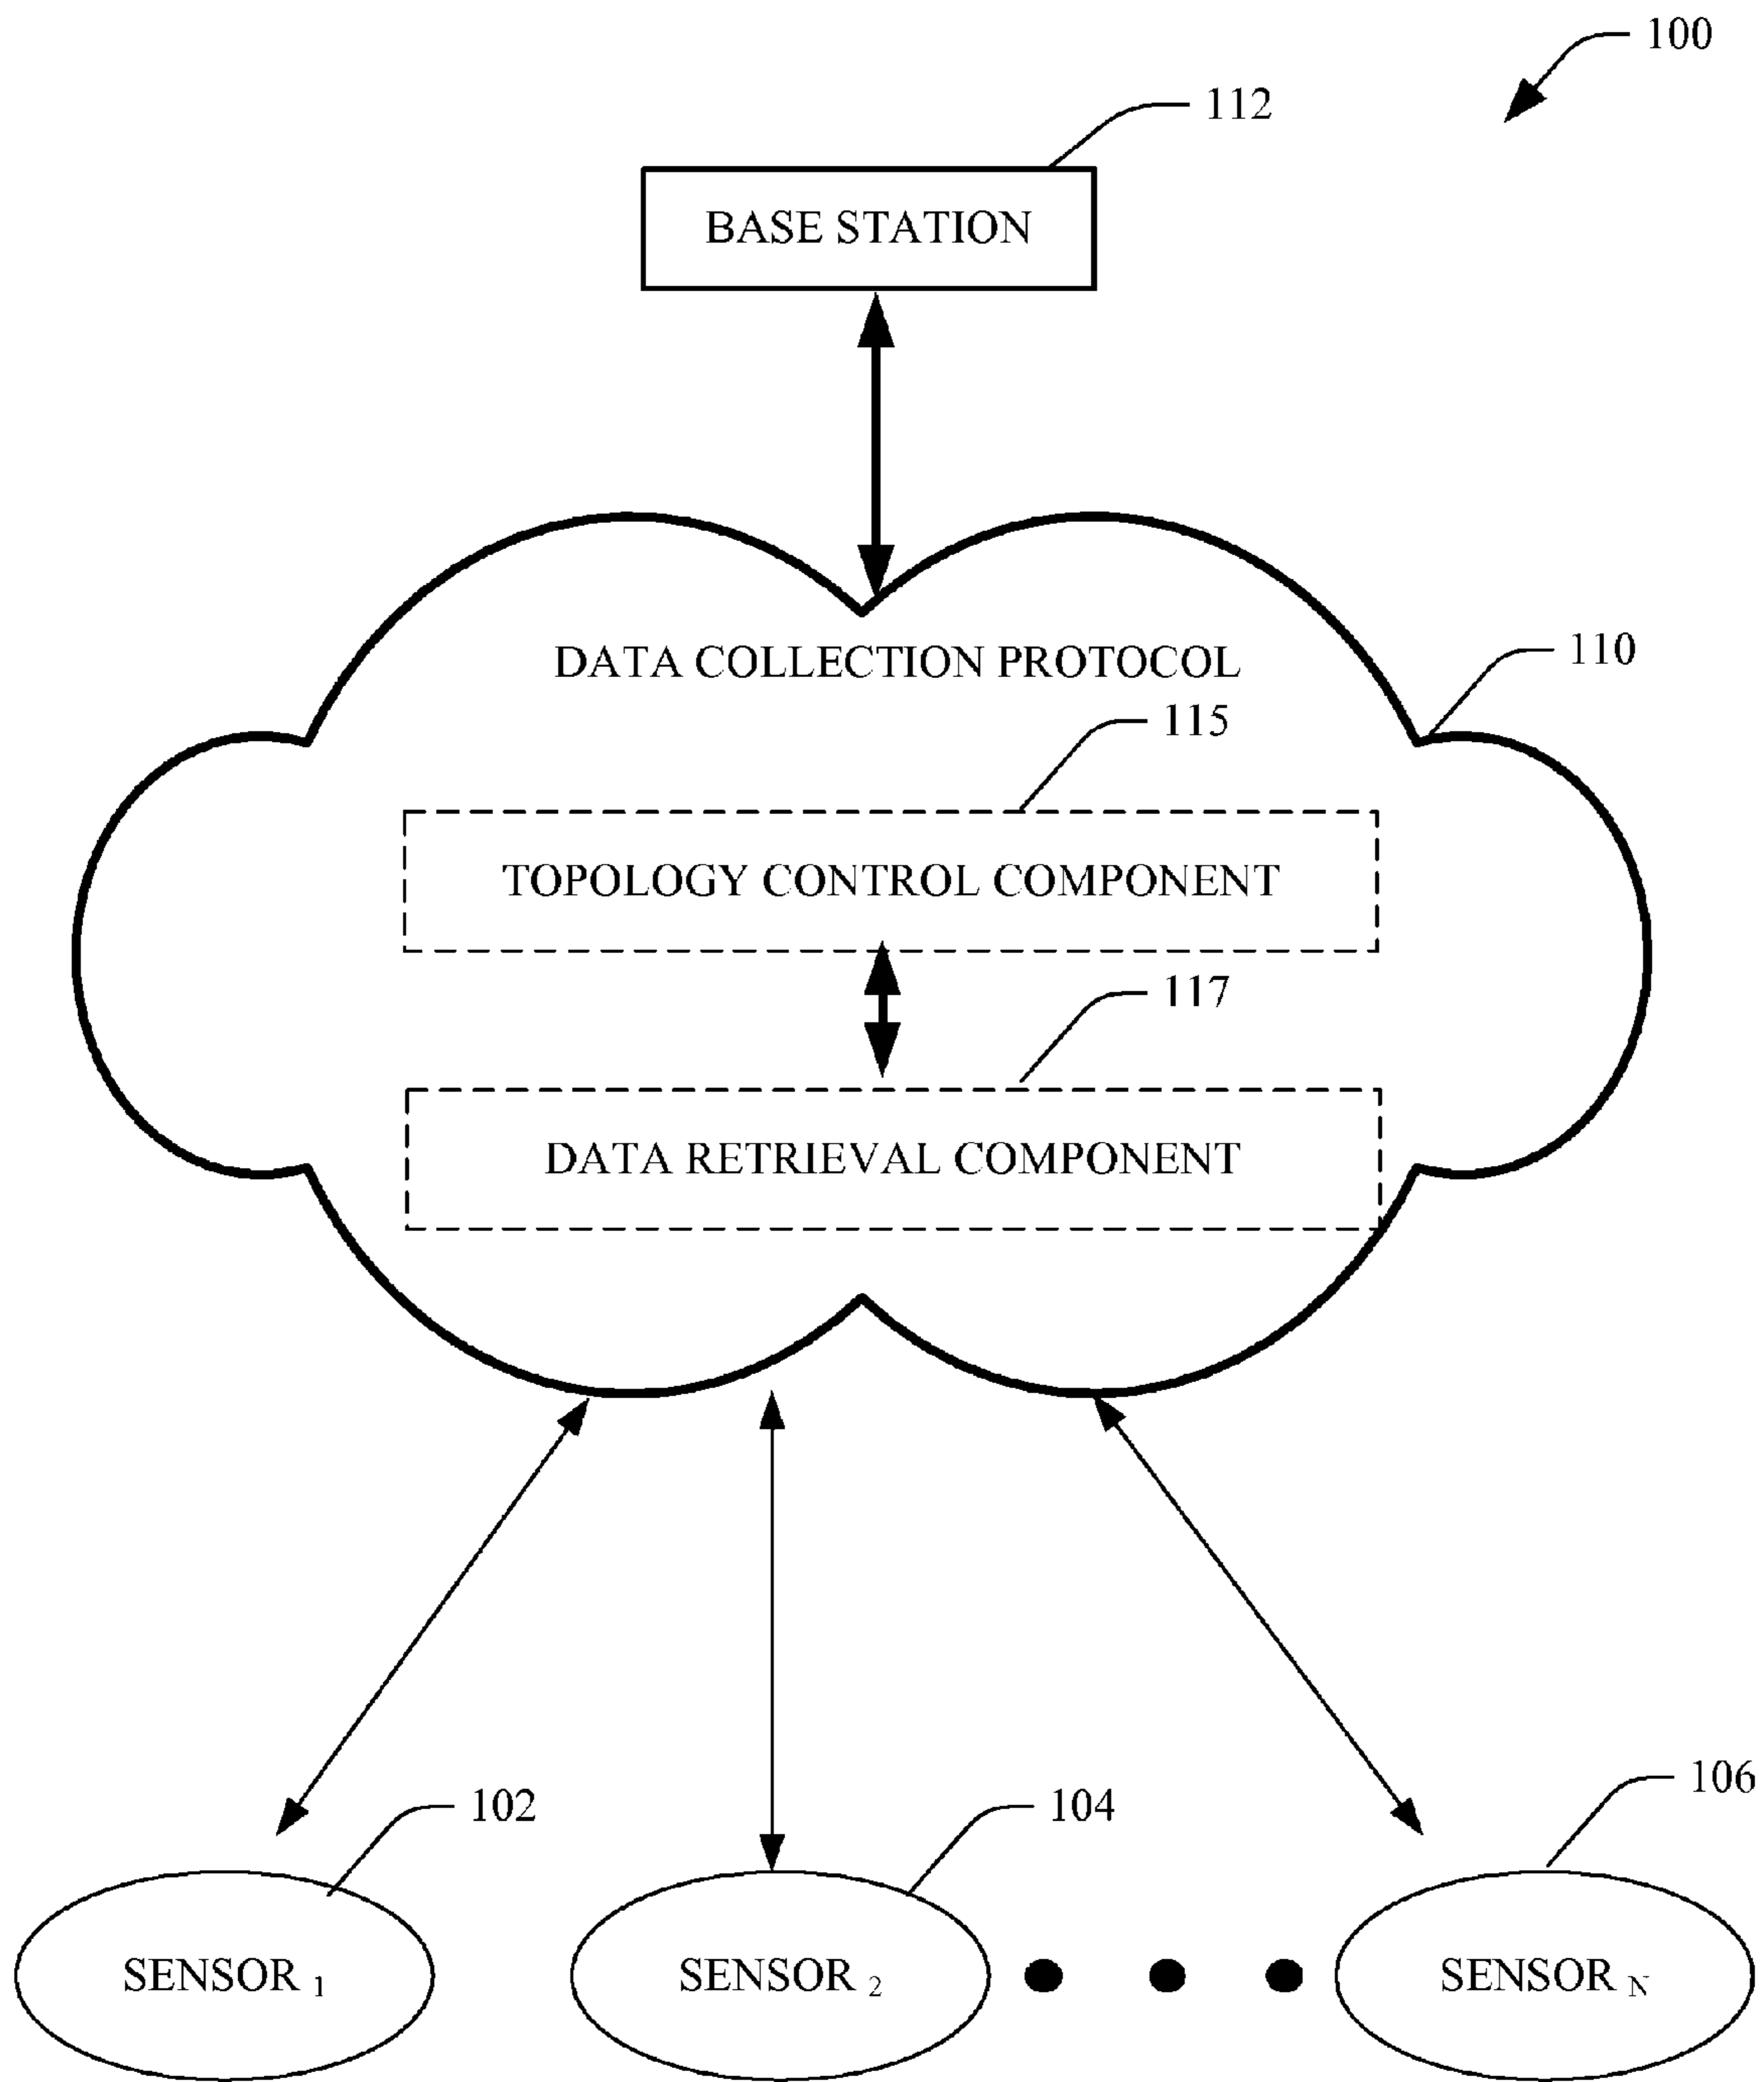 100
112
BASE STATION
DATA COLLECTION PROTOCOL
110
115
TOPOLOGY CONTROL COMPONENT
117
DATA RETRIEVAL COMPONENT
102
104
106
SENSOR 1
SENSOR 2
SENSOR N